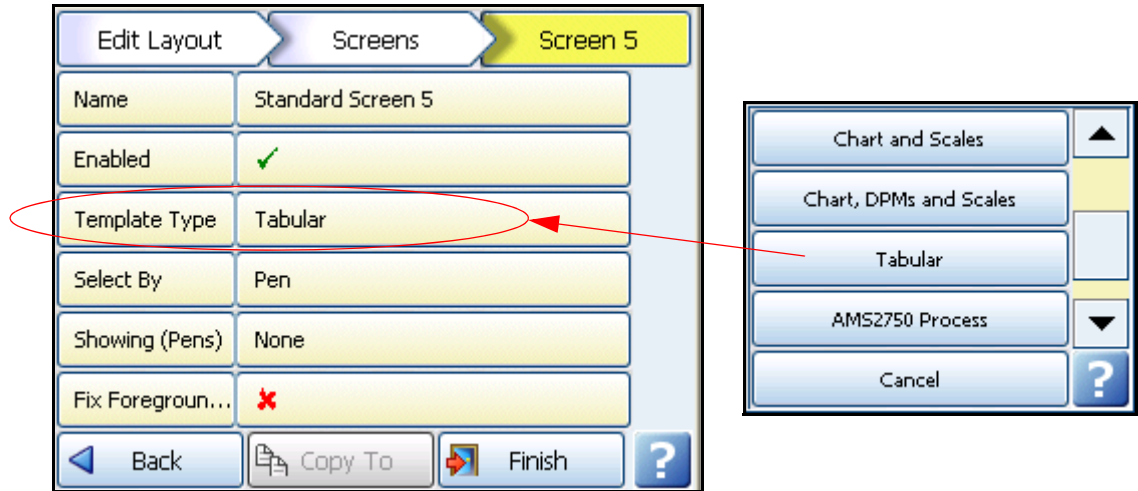 Edit Layout Screens Screen 5
Name Standard Screen 5
Enabled
Template Type Tabular
Select By Pen
Showing (Pens) None
Fix Foregroun...
Back Copy To Finish ?
Chart and Scales
Chart, DPMs and Scales
Tabular
AMS2750 Process
Cancel ?